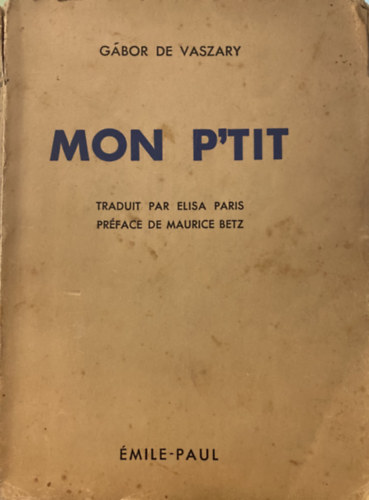 GÁBOR DE VASZARY
MON P'TIT
TRADUIT PAR ELISA PARIS
PRÉFACE DE MAURICE BETZ
ÉMILE-PAUL